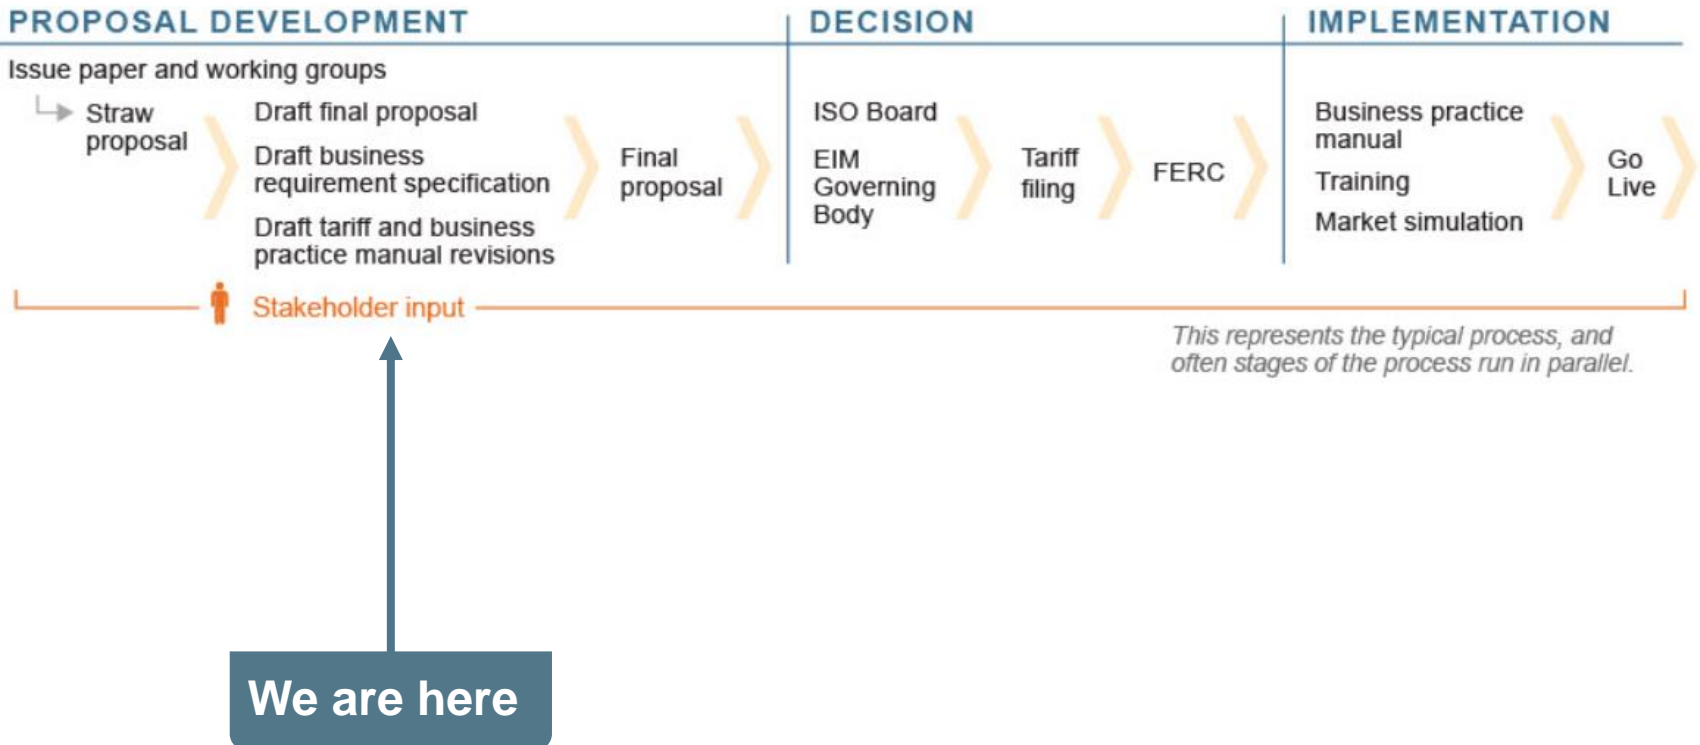 PROPOSAL DEVELOPMENT
DECISION
IMPLEMENTATION
Issue paper and working groups
Straw
proposal
Draft final proposal
Draft business
requirement specification
Draft tariff and business
practice manual revisions
Final
proposal
ISO Board
EIM
Governing
Body
Tariff
filing
FERC
Business practice
manual
Training
Market simulation
Go
Live
Stakeholder input
This represents the typical process, and
often stages of the process run in parallel.
We are here